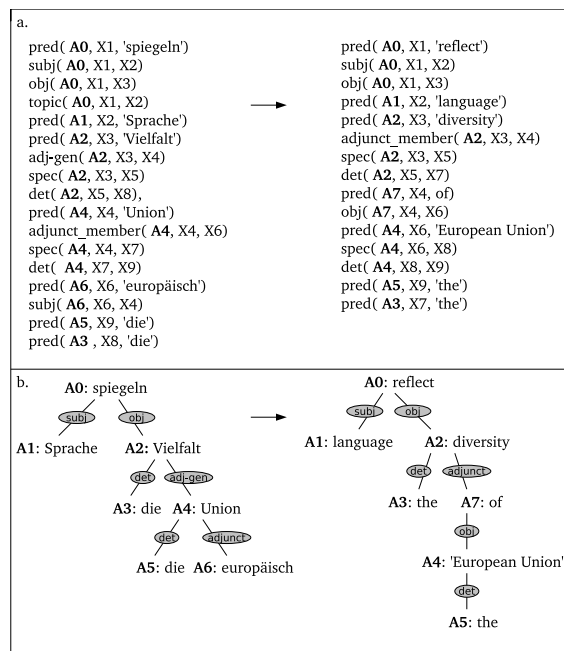 a.
pred( A0, X1, 'spiegeln')
subj( A0, X1, X2)
obj( A0, X1, X3)
topic( A0, X1, X2)
pred( A1, X2, 'Sprache')
pred( A2, X3, 'Vielfalt')
adj-gen( A2, X3, X4)
spec( A2, X3, X5)
det( A2, X5, X8),
pred( A4, X4, 'Union')
adjunct_member( A4, X4, X6)
spec( A4, X4, X7)
det( A4, X7, X9)
pred( A6, X6, 'europäisch')
subj( A6, X6, X4)
pred( A5, X9, 'die')
pred( A3 , X8, 'die')
pred( A0, X1, 'reflect')
subj( A0, X1, X2)
obj( A0, X1, X3)
pred( A1, X2, 'language')
pred( A2, X3, 'diversity')
adjunct_member( A2, X3, X4)
spec( A2, X3, X5)
det( A2, X5, X7)
pred( A7, X4, of)
obj( A7, X4, X6)
pred( A4, X6, 'European Union')
spec( A4, X6, X8)
det( A4, X8, X9)
pred( A5, X9, 'the')
pred( A3, X7, 'the')
b.
A0: spiegeln
subj obj
A1: Sprache A2: Vielfalt
det adj-gen
A3: die A4: Union
det adjunct
A5: die A6: europäisch
A0: reflect
subj obj
A1: language A2: diversity
det adjunct
A3: the A7: of
obj
A4: 'European Union'
det
A5: the